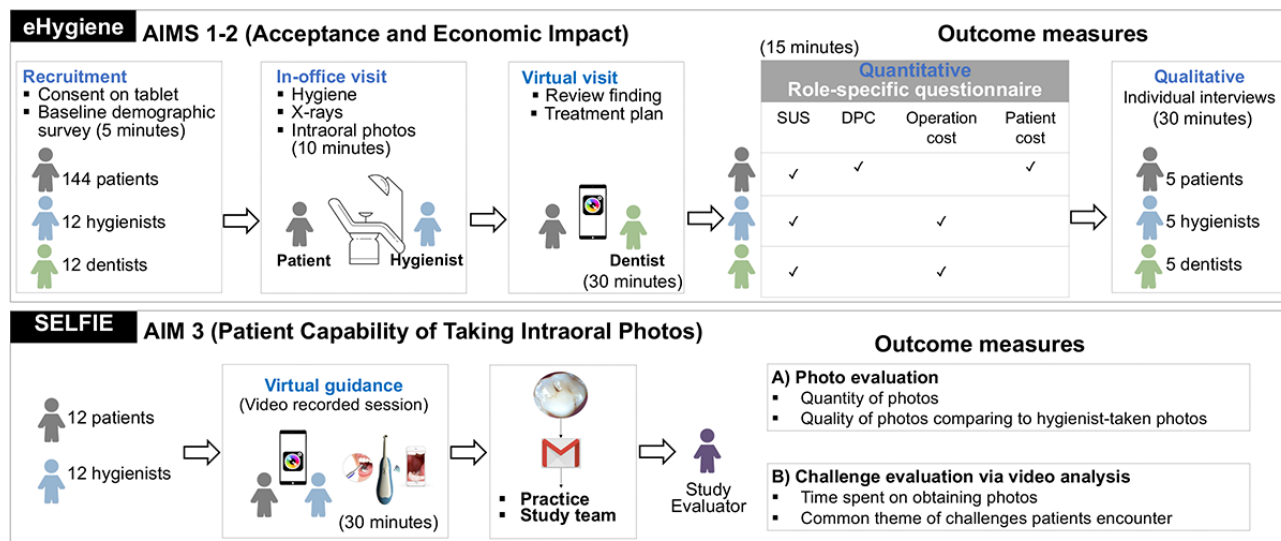 eHygiene
AIMS 1-2 (Acceptance and Economic Impact)
Outcome measures
Recruitment
▪ Consent on tablet
▪ Baseline demographic
survey (5 minutes)
144 patients
12 hygienists
12 dentists
In-office visit
▪ Hygiene
▪ X-rays
▪ Intraoral photos
(10 minutes)
Patient
Hygienist
Virtual visit
▪ Review finding
▪ Treatment plan
Dentist
(30 minutes)
(15 minutes)
Quantitative
Role-specific questionnaire
SUS DPC Operation Patient
cost cost
✓ ✓ ✓
✓ ✓
✓ ✓
Qualitative
Individual interviews
(30 minutes)
5 patients
5 hygienists
5 dentists
SELFIE
AIM 3 (Patient Capability of Taking Intraoral Photos)
Outcome measures
12 patients
12 hygienists
Virtual guidance
(Video recorded session)
(30 minutes)
▪ Practice
▪ Study team
Study
Evaluator
A) Photo evaluation
▪ Quantity of photos
▪ Quality of photos comparing to hygienist-taken photos
B) Challenge evaluation via video analysis
▪ Time spent on obtaining photos
▪ Common theme of challenges patients encounter